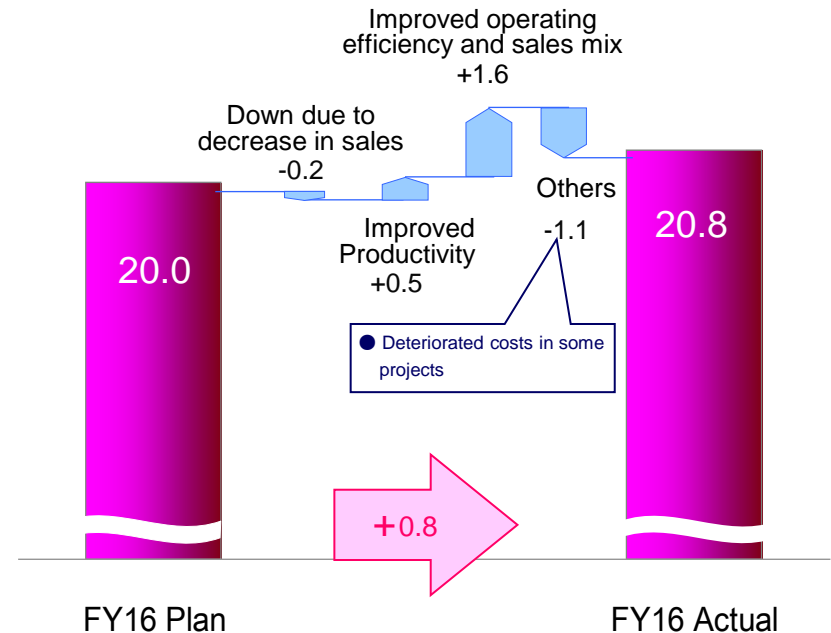 Improved operating
efficiency and sales mix
+1.6
Down due to
decrease in sales
-0.2
Others
-1.1
Improved
Productivity
+0.5
20.0
20.8
● Deteriorated costs in some
projects
+0.8
FY16 Plan
FY16 Actual